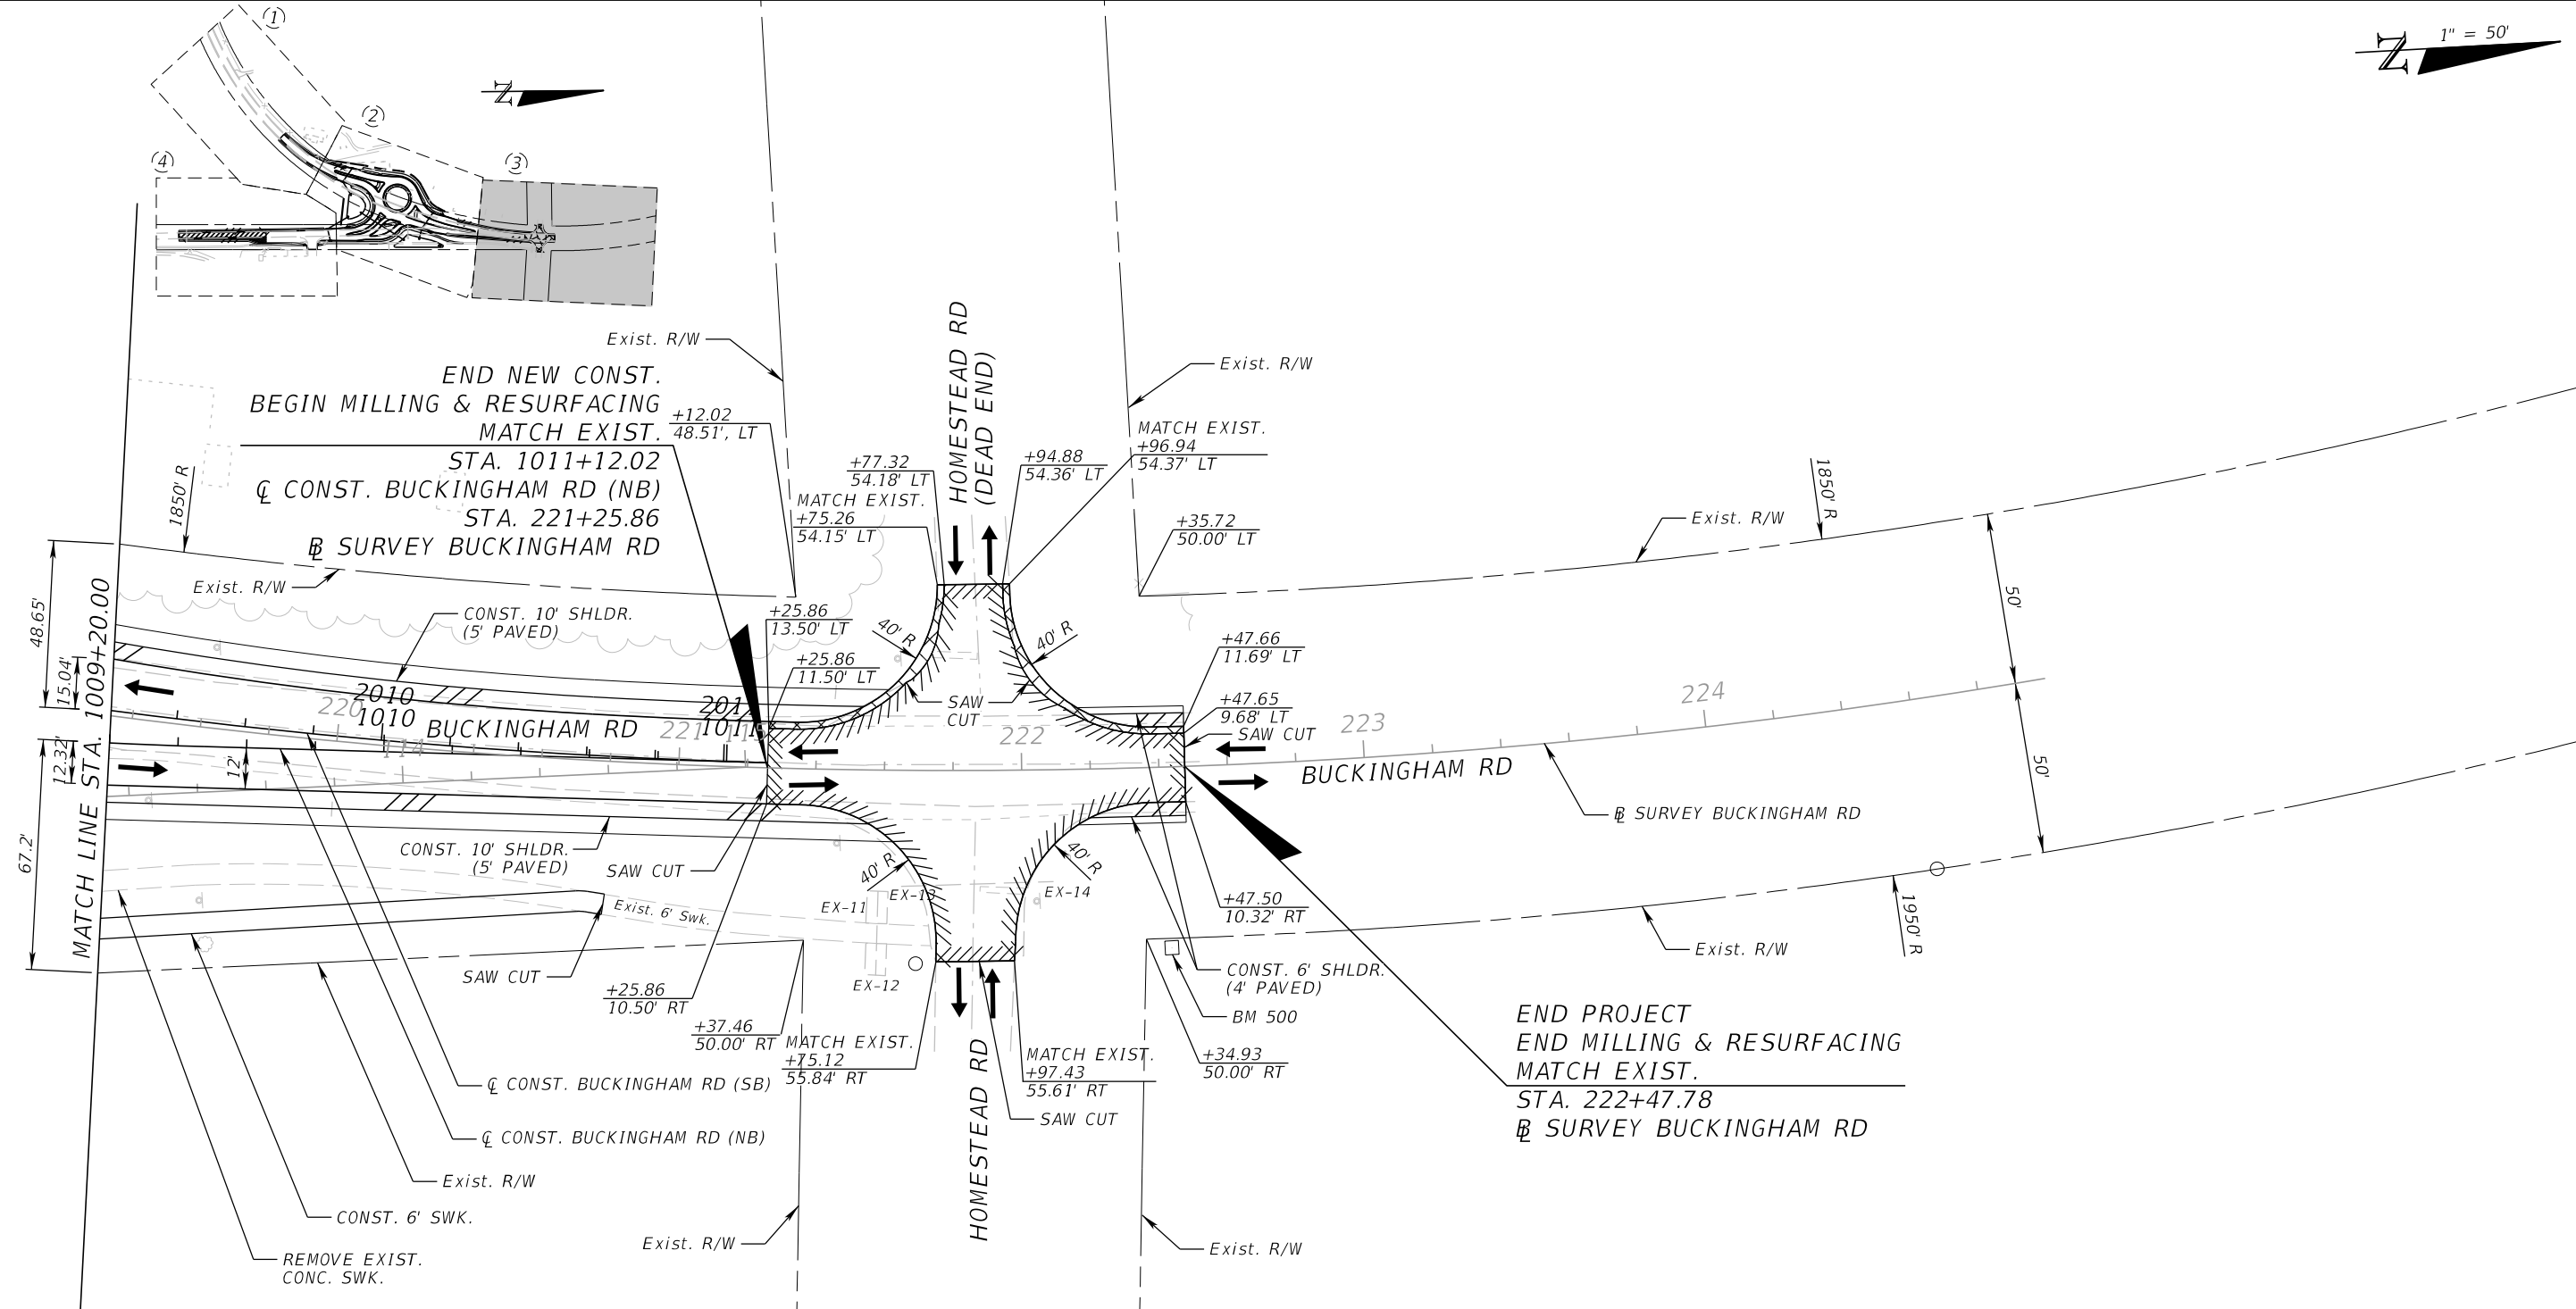 1
2
3
4
N
N
1" = 50'
Exist. R/W
Exist. R/W
END NEW CONST.
BEGIN MILLING & RESURFACING
MATCH EXIST.
STA. 1011+12.02
℄ CONST. BUCKINGHAM RD (NB)
STA. 221+25.86
BL SURVEY BUCKINGHAM RD
+12.02
48.51', LT
HOMESTEAD RD
(DEAD END)
+77.32
54.18' LT
MATCH EXIST.
+75.26
54.15' LT
+94.88
54.36' LT
MATCH EXIST.
+96.94
54.37' LT
+35.72
50.00' LT
Exist. R/W
1850' R
1850' R
Exist. R/W
CONST. 10' SHLDR.
(5' PAVED)
+25.86
13.50' LT
+25.86
11.50' LT
40' R
40' R
SAW
CUT
+47.66
11.69' LT
+47.65
9.68' LT
SAW CUT
50'
50'
48.65'
15.04'
12.32'
67.2'
MATCH LINE STA. 1009+20.00
12'
2010
220
1010
114
BUCKINGHAM RD
221
2011
1011
115
222
223
224
BUCKINGHAM RD
BL SURVEY BUCKINGHAM RD
CONST. 10' SHLDR.
(5' PAVED)
SAW CUT
40' R
40' R
EX-11
EX-13
EX-14
EX-12
Exist. 6' Swk.
SAW CUT
+25.86
10.50' RT
+37.46
50.00' RT
MATCH EXIST.
+75.12
55.84' RT
MATCH EXIST.
+97.43
55.61' RT
SAW CUT
+47.50
10.32' RT
CONST. 6' SHLDR.
(4' PAVED)
BM 500
+34.93
50.00' RT
1950' R
Exist. R/W
END PROJECT
END MILLING & RESURFACING
MATCH EXIST.
STA. 222+47.78
BL SURVEY BUCKINGHAM RD
HOMESTEAD RD
℄ CONST. BUCKINGHAM RD (SB)
℄ CONST. BUCKINGHAM RD (NB)
Exist. R/W
CONST. 6' SWK.
REMOVE EXIST.
CONC. SWK.
Exist. R/W
Exist. R/W